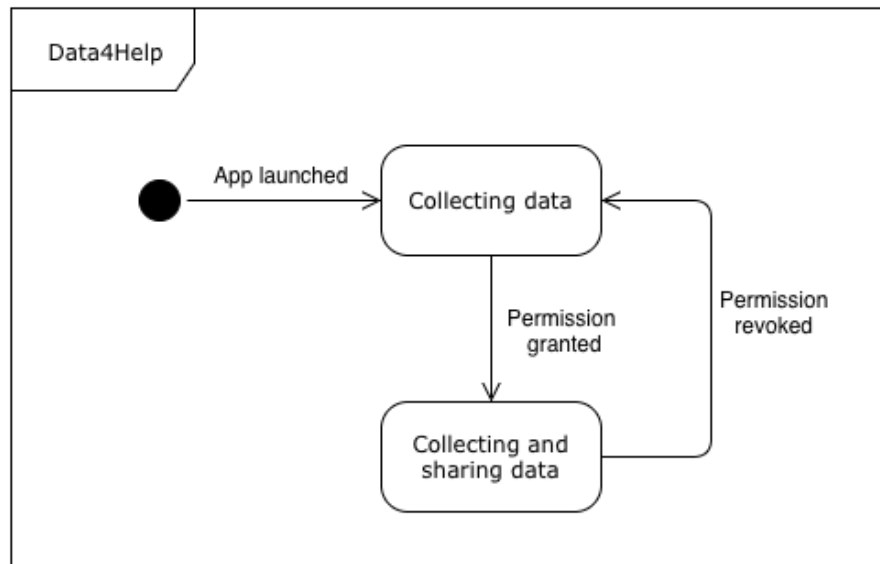 Data4Help
App launched
Collecting data
Permission
granted
Permission
revoked
Collecting and
sharing data